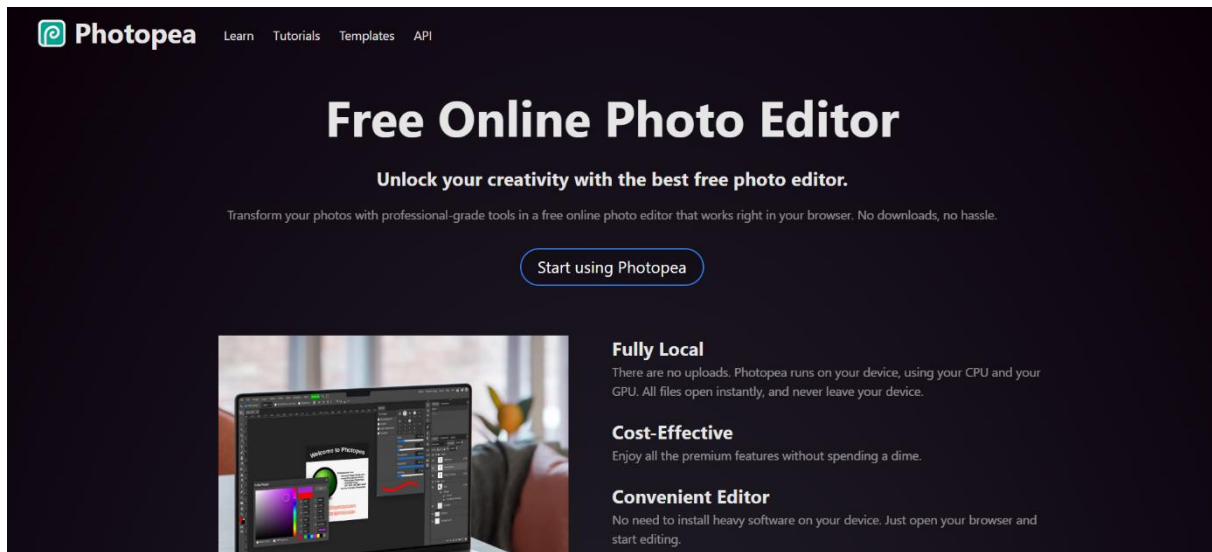 Photopea
Learn
Tutorials
Templates
API
Free Online Photo Editor
Unlock your creativity with the best free photo editor.
Transform your photos with professional-grade tools in a free online photo editor that works right in your browser. No downloads, no hassle.
Start using Photopea
Fully Local
There are no uploads. Photopea runs on your device, using your CPU and your
GPU. All files open instantly, and never leave your device.
Cost-Effective
Enjoy all the premium features without spending a dime.
Convenient Editor
No need to install heavy software on your device. Just open your browser and
start editing.
Welcome to Photopea